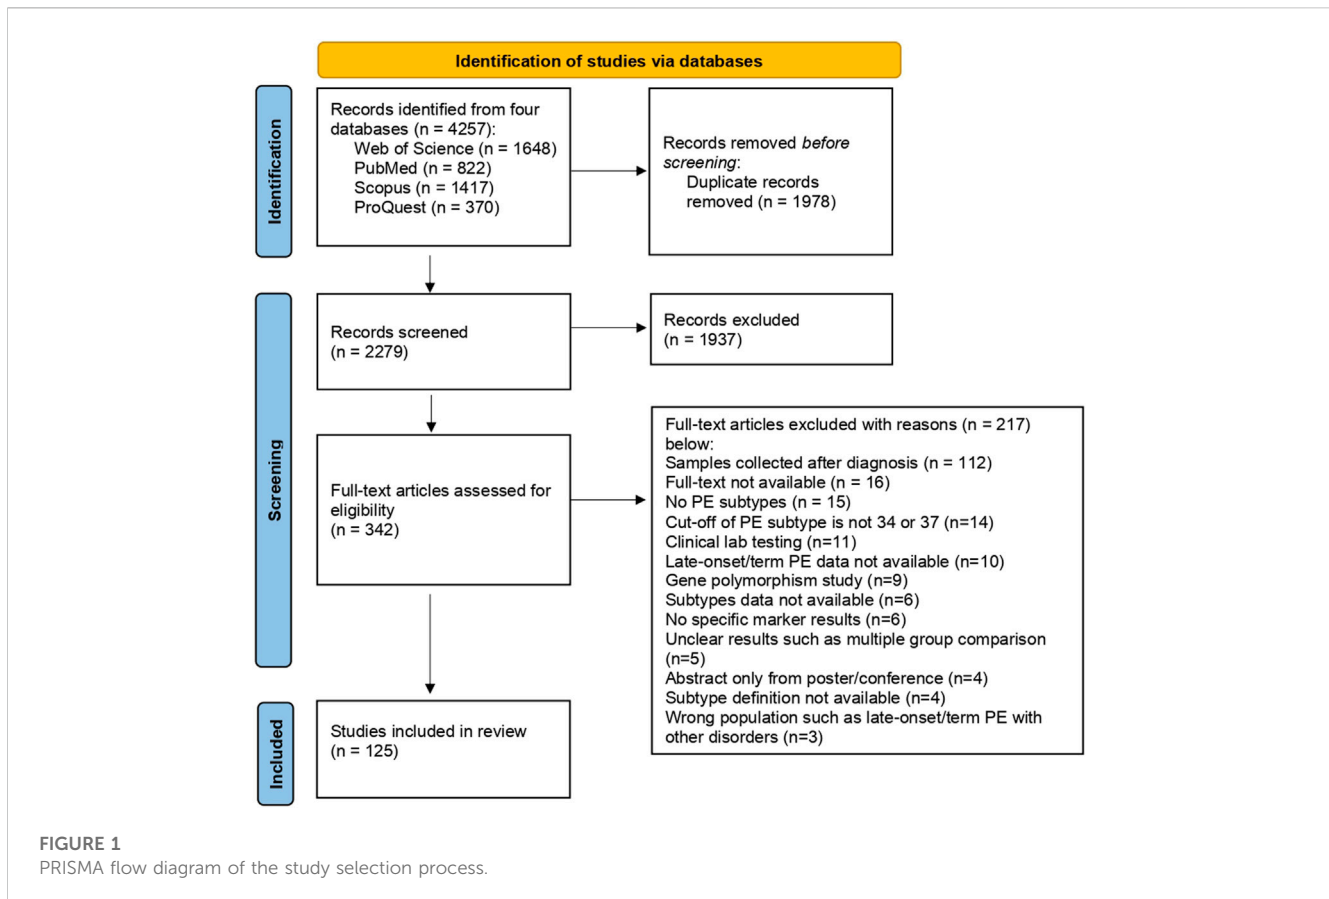 Identification of studies via databases
Identification
Records identified from four
databases (n = 4257):
Web of Science (n = 1648)
PubMed (n = 822)
Scopus (n = 1417)
ProQuest (n = 370)
Records removed before
screening:
Duplicate records
removed (n = 1978)
Screening
Records screened
(n = 2279)
Records excluded
(n = 1937)
Full-text articles assessed for
eligibility
(n = 342)
Full-text articles excluded with reasons (n = 217)
below:
Samples collected after diagnosis (n = 112)
Full-text not available (n = 16)
No PE subtypes (n = 15)
Cut-off of PE subtype is not 34 or 37 (n=14)
Clinical lab testing (n=11)
Late-onset/term PE data not available (n=10)
Gene polymorphism study (n=9)
Subtypes data not available (n=6)
No specific marker results (n=6)
Unclear results such as multiple group comparison
(n=5)
Abstract only from poster/conference (n=4)
Subtype definition not available (n=4)
Wrong population such as late-onset/term PE with
other disorders (n=3)
Included
Studies included in review
(n = 125)
FIGURE 1
PRISMA flow diagram of the study selection process.